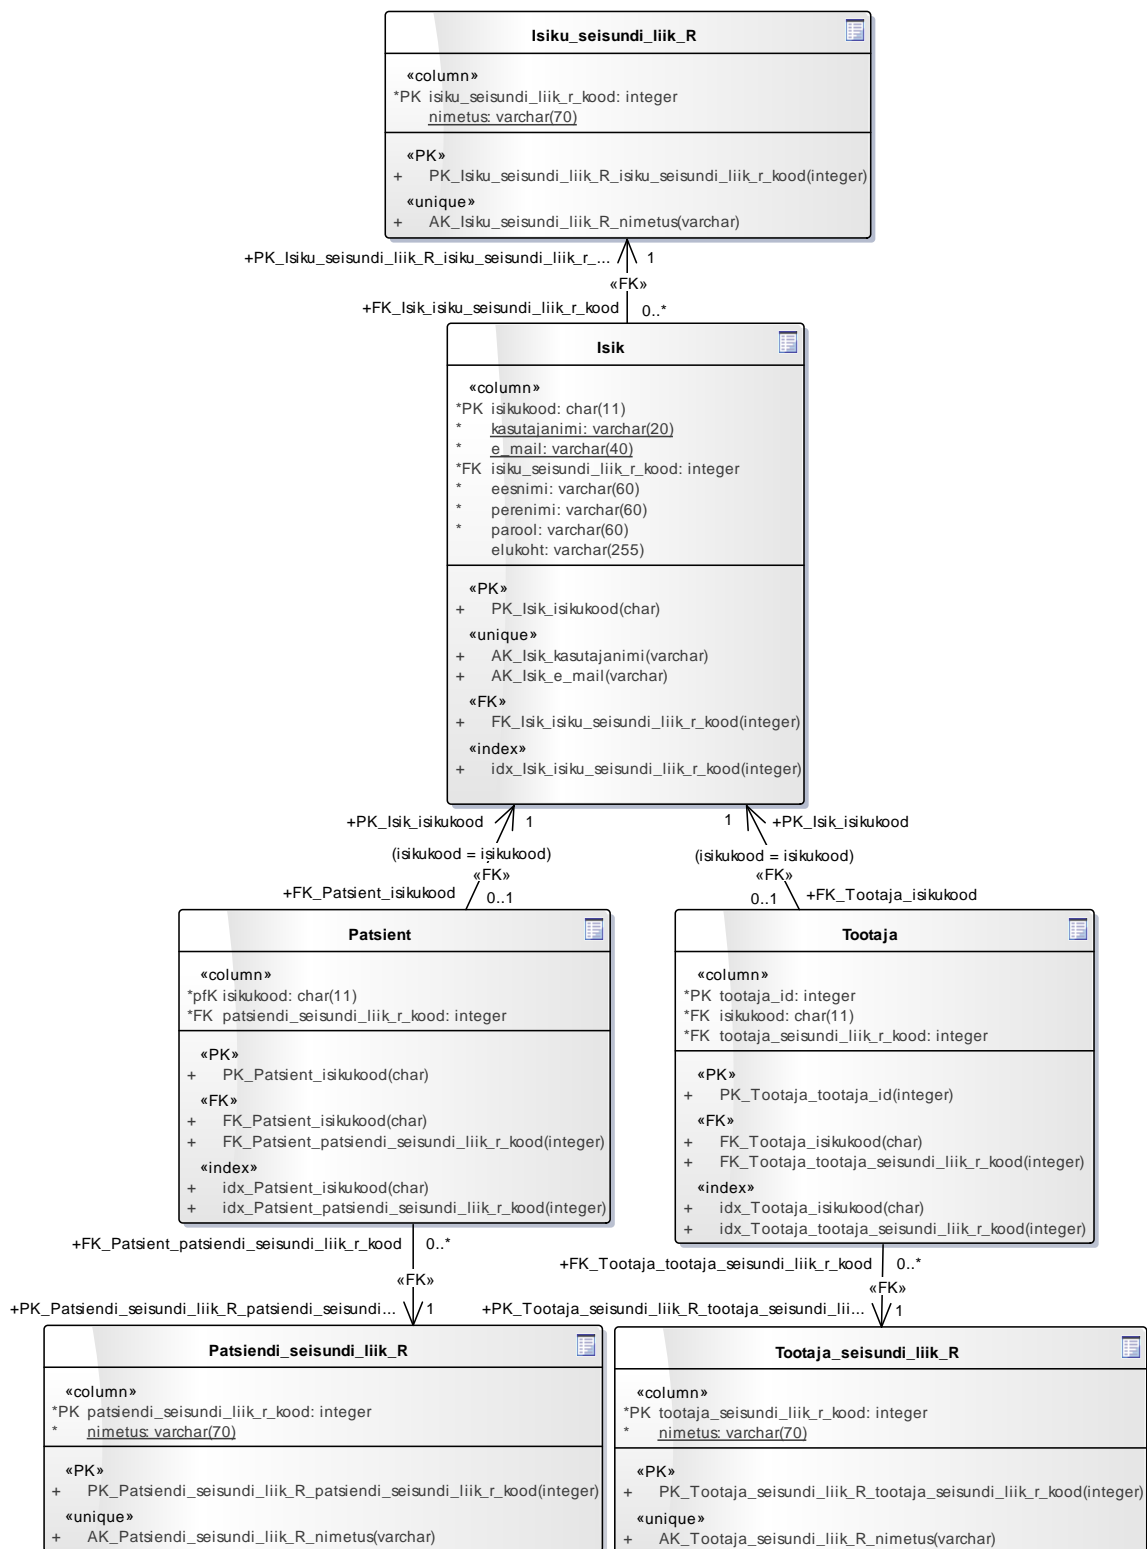 Isiku_seisundi_liik_R
«column»
*PK isiku_seisundi_liik_r_kood: integer
nimetus: varchar(70)
«PK»
+ PK_Isiku_seisundi_liik_R_isiku_seisundi_liik_r_kood(integer)
«unique»
+ AK_Isiku_seisundi_liik_R_nimetus(varchar)
+PK_Isiku_seisundi_liik_R_isiku_seisundi_liik_r_... 1
«FK»
+FK_Isik_isiku_seisundi_liik_r_kood 0..*
Isik
«column»
*PK isikukood: char(11)
* kasutajanimi: varchar(20)
* e_mail: varchar(40)
*FK isiku_seisundi_liik_r_kood: integer
* eesnimi: varchar(60)
* perenimi: varchar(60)
* parool: varchar(60)
elukoht: varchar(255)
«PK»
+ PK_Isik_isikukood(char)
«unique»
+ AK_Isik_kasutajanimi(varchar)
+ AK_Isik_e_mail(varchar)
«FK»
+ FK_Isik_isiku_seisundi_liik_r_kood(integer)
«index»
+ idx_Isik_isiku_seisundi_liik_r_kood(integer)
+PK_Isik_isikukood 1
(isikukood = isikukood)
«FK»
+FK_Patsient_isikukood 0..1
1 +PK_Isik_isikukood
(isikukood = isikukood)
«FK»
0..1 +FK_Tootaja_isikukood
Patsient
«column»
*pfK isikukood: char(11)
*FK patsiendi_seisundi_liik_r_kood: integer
«PK»
+ PK_Patsient_isikukood(char)
«FK»
+ FK_Patsient_isikukood(char)
+ FK_Patsient_patsiendi_seisundi_liik_r_kood(integer)
«index»
+ idx_Patsient_isikukood(char)
+ idx_Patsient_patsiendi_seisundi_liik_r_kood(integer)
Tootaja
«column»
*PK tootaja_id: integer
*FK isikukood: char(11)
*FK tootaja_seisundi_liik_r_kood: integer
«PK»
+ PK_Tootaja_tootaja_id(integer)
«FK»
+ FK_Tootaja_isikukood(char)
+ FK_Tootaja_tootaja_seisundi_liik_r_kood(integer)
«index»
+ idx_Tootaja_isikukood(char)
+ idx_Tootaja_tootaja_seisundi_liik_r_kood(integer)
+FK_Patsient_patsiendi_seisundi_liik_r_kood 0..*
«FK»
+PK_Patsiendi_seisundi_liik_R_patsiendi_seisundi... 1
+FK_Tootaja_tootaja_seisundi_liik_r_kood 0..*
«FK»
+PK_Tootaja_seisundi_liik_R_tootaja_seisundi_lii... 1
Patsiendi_seisundi_liik_R
«column»
*PK patsiendi_seisundi_liik_r_kood: integer
* nimetus: varchar(70)
«PK»
+ PK_Patsiendi_seisundi_liik_R_patsiendi_seisundi_liik_r_kood(integer)
«unique»
+ AK_Patsiendi_seisundi_liik_R_nimetus(varchar)
Tootaja_seisundi_liik_R
«column»
*PK tootaja_seisundi_liik_r_kood: integer
* nimetus: varchar(70)
«PK»
+ PK_Tootaja_seisundi_liik_R_tootaja_seisundi_liik_r_kood(integer)
«unique»
+ AK_Tootaja_seisundi_liik_R_nimetus(varchar)